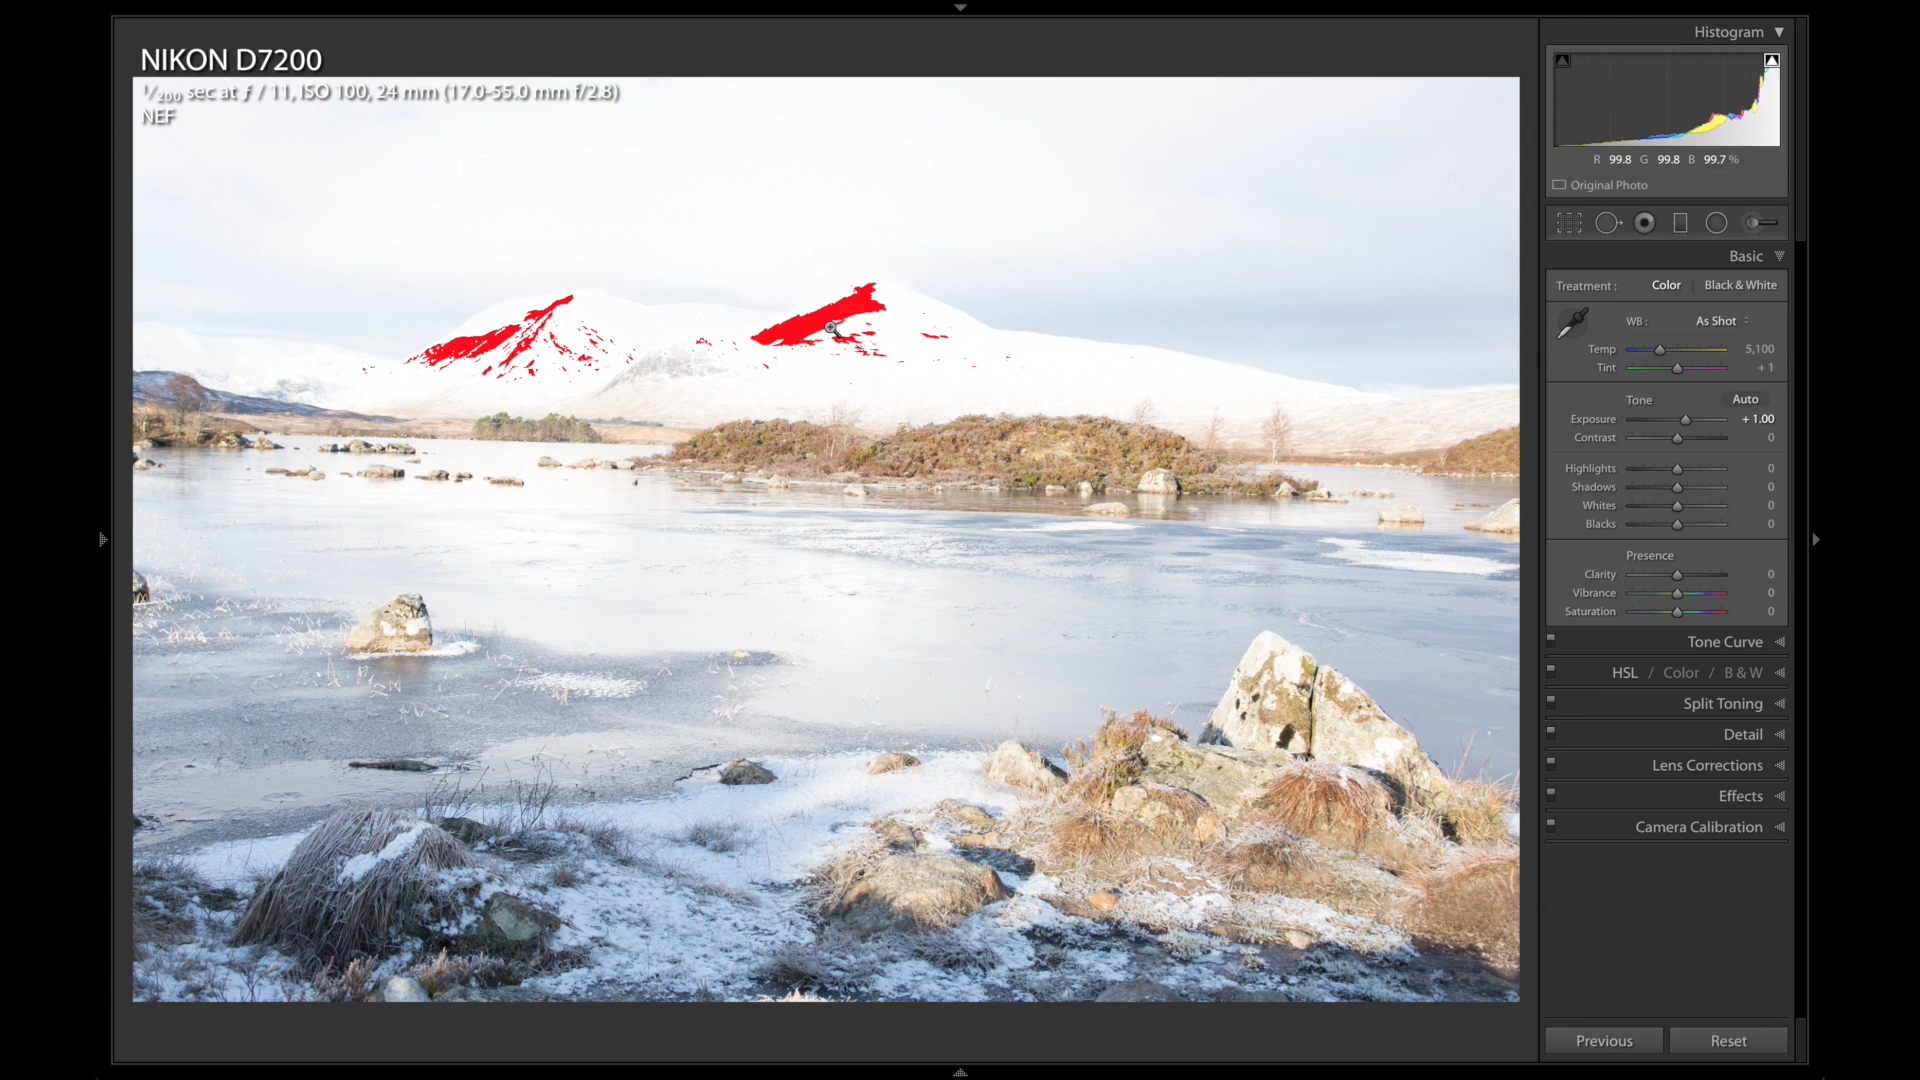 NIKON D7200
1/200 sec at ƒ / 11, ISO 100, 24 mm (17.0-55.0 mm f/2.8)
NEF
Histogram
R 99.8 G 99.8 B 99.7 %
Original Photo
Basic
Treatment : Color | Black & White
WB : As Shot
Temp 5,100
Tint + 1
Tone Auto
Exposure + 1.00
Contrast 0
Highlights 0
Shadows 0
Whites 0
Blacks 0
Presence
Clarity 0
Vibrance 0
Saturation 0
Tone Curve
HSL / Color / B & W
Split Toning
Detail
Lens Corrections
Effects
Camera Calibration
Previous Reset